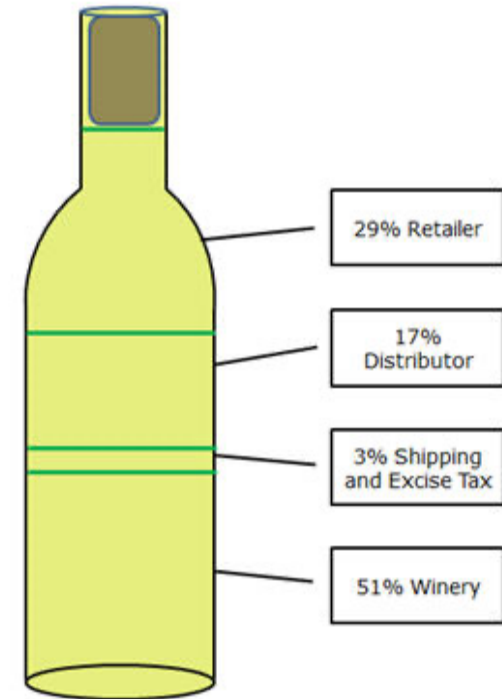 29% Retailer
17%
Distributor
3% Shipping
and Excise Tax
51% Winery